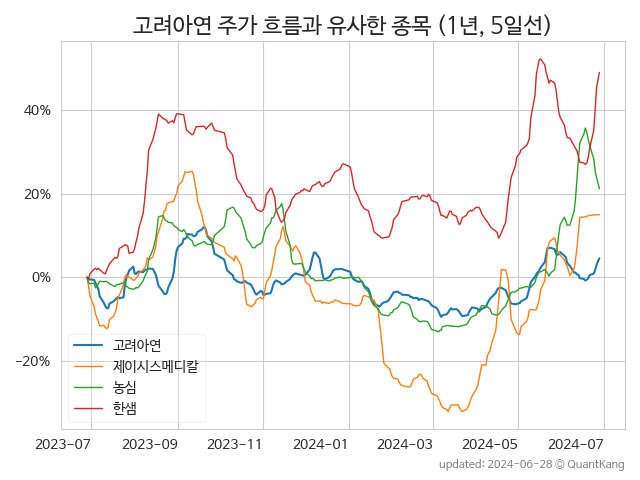 고려아연 주가 흐름과 유사한 종목 (1년, 5일선)
40%
20%
0%
−20%
고려아연
제이시스메디칼
농심
한샘
2023-07 2023-09 2023-11 2024-01 2024-03 2024-05 2024-07
updated: 2024-06-28 © QuantKang